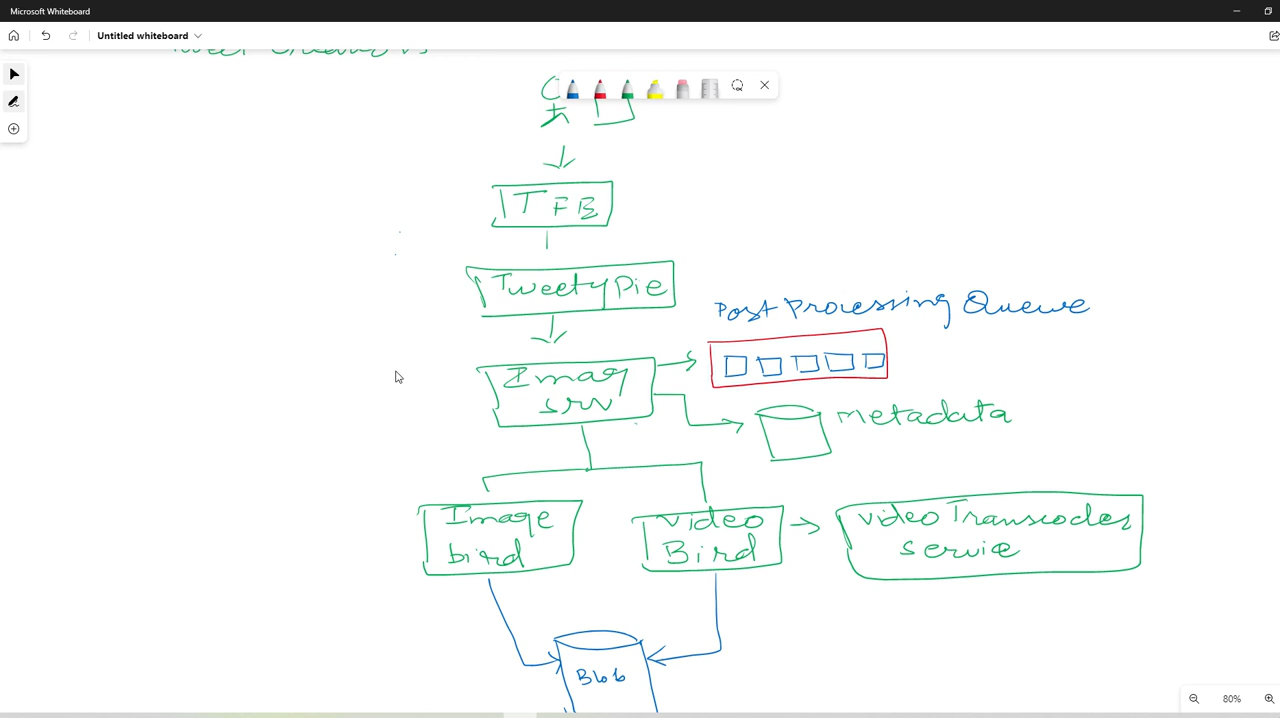 Microsoft Whiteboard
Untitled whiteboard
TFB
TweetyPie
Post Processing Queue
Imag
srv
metadata
Image
bird
Video
Bird
Video Transcoder
service
Blob
80%